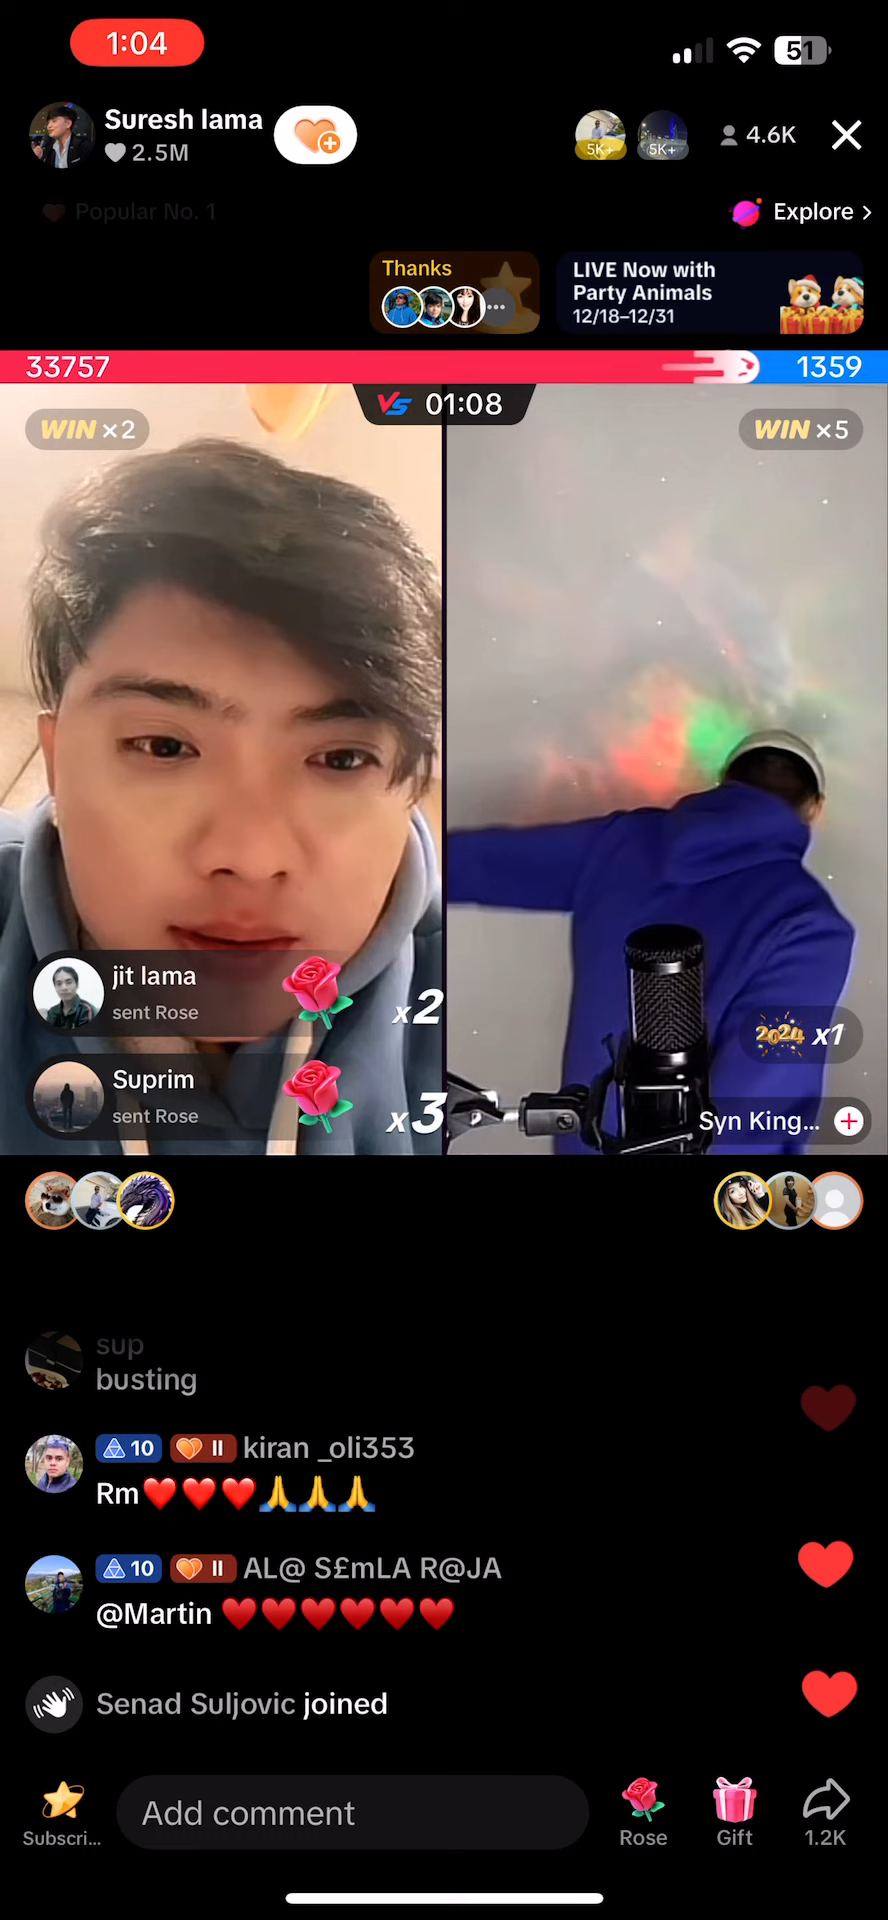 1:04
51
Suresh lama
2.5M
5K+
5K+
4.6K
Popular No. 1
Explore >
Thanks
LIVE Now with
Party Animals
12/18–12/31
33757
1359
VS 01:08
WIN x2
WIN x5
jit lama
sent Rose
x2
Suprim
sent Rose
x3
2024 x1
Syn King...
sup
busting
10 II kiran _oli353
Rm❤️❤️❤️🙏🙏🙏
10 II AL@ S£mLA R@JA
@Martin ❤️❤️❤️❤️❤️❤️
Senad Suljovic joined
Subscri...
Add comment
Rose
Gift
1.2K